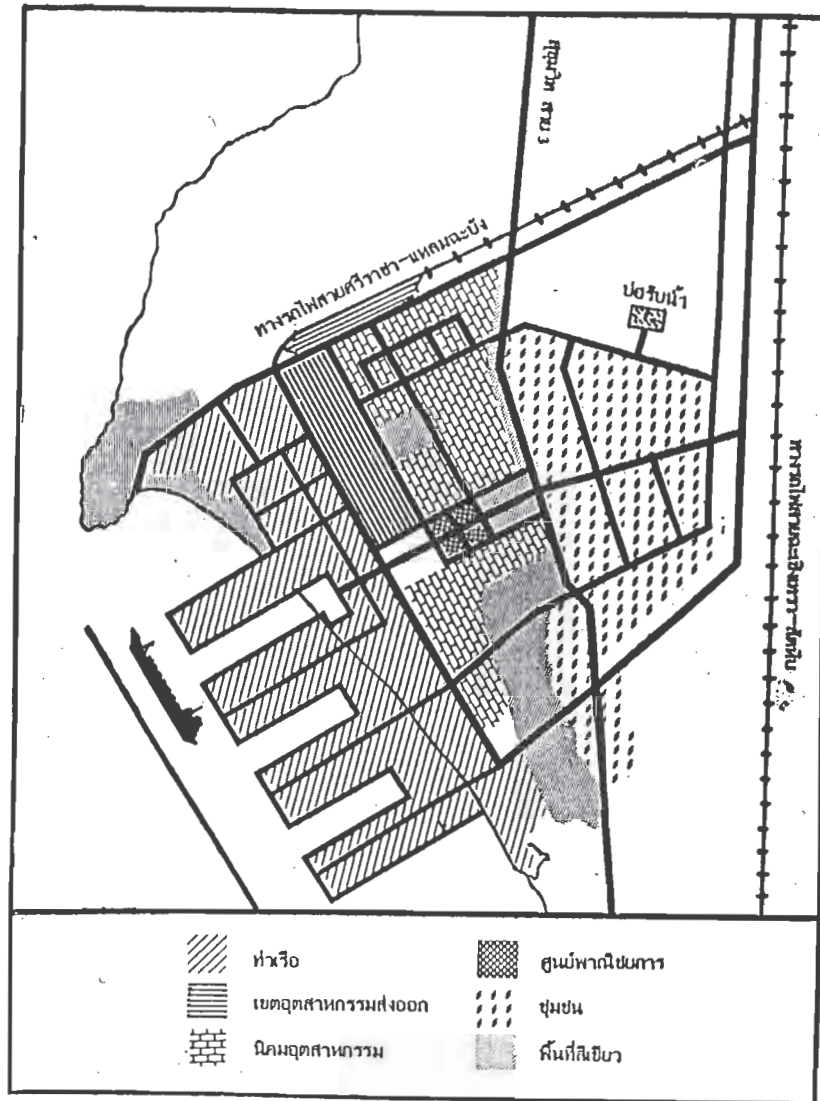 สุขุมวิท สาย 3
ทางรถไฟสายศรีราชา-แหลมฉะบัง
บ่อรับน้ำ
ทางรถไฟสายฉะเชิงเทรา-สัตหีบ
ท่าเรือ
ศูนย์พาณิชยการ
เขตอุตสาหกรรมส่งออก
ชุมชน
นิคมอุตสาหกรรม
พื้นที่สีเขียว